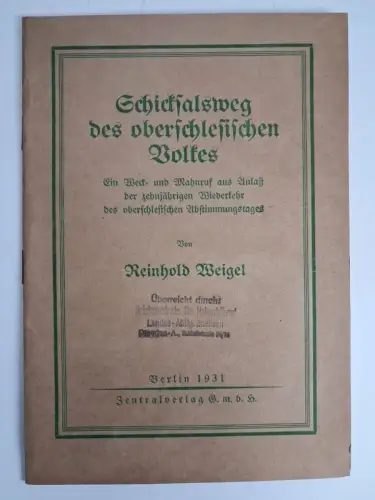 Schicksalsweg
des oberschlesischen
Volkes
Ein Weck- und Mahnruf aus Anlaß
der zehnjährigen Wiederkehr
des oberschlesischen Abstimmungstages
Von
Reinhold Weigel
Überreicht durch:
Berlin 1931
Zentralverlag G. m. b. H.